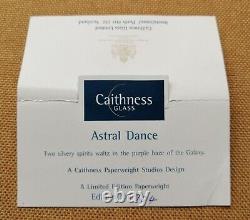 Caithness Glass Limited
Caithness
GLASS
Astral Dance
Two silvery spirits waltz in the purple haze of the Galaxy.
A Caithness Paperweight Studios Design
A Limited Edition Paperweight